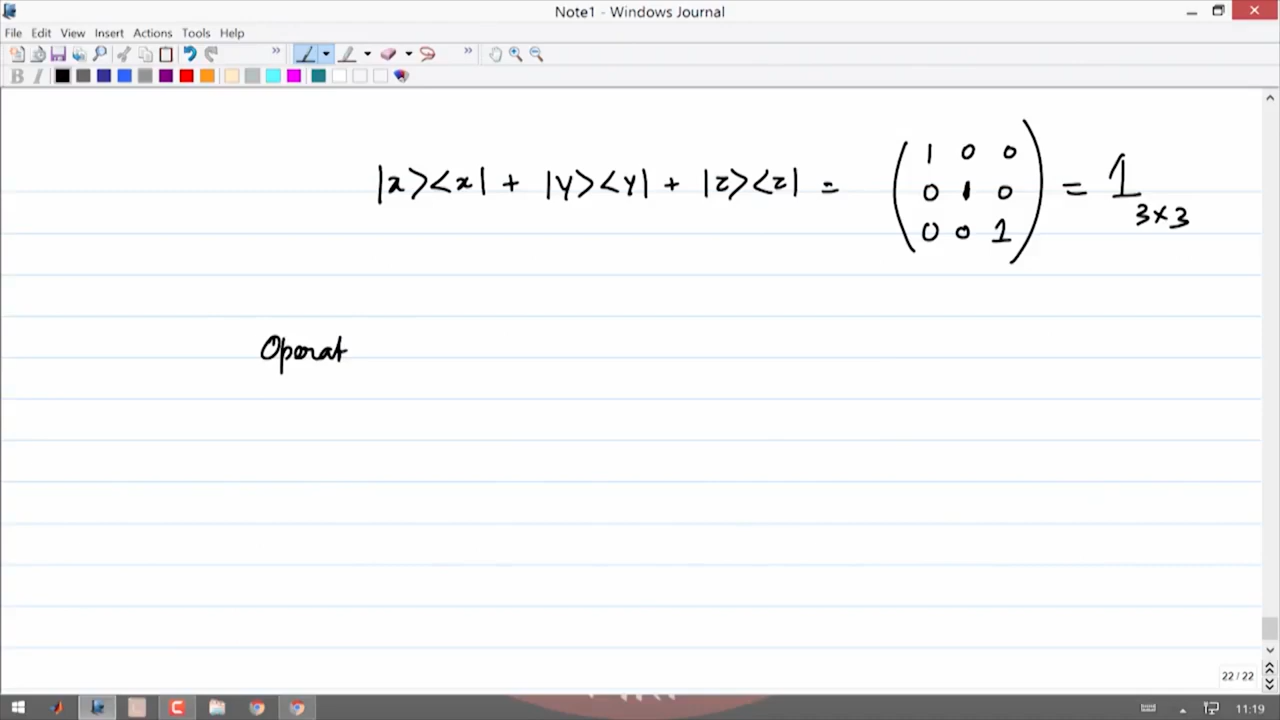 Note1 - Windows Journal
File Edit View Insert Actions Tools Help
B I
|x><x| + |y><y| + |z><z| = (1 0 0
0 1 0
0 0 1) = 1 3×3
Operat
22 / 22
11:19